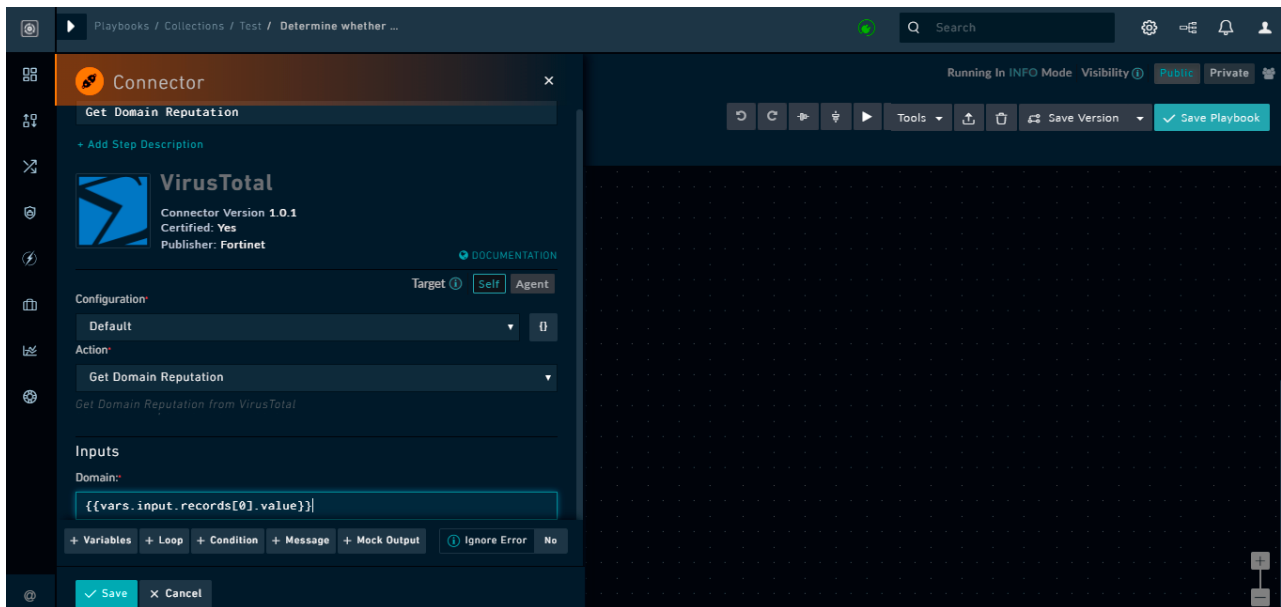 Playbooks / Collections / Test / Determine whether ...
Search
Connector
×
Running In INFO Mode Visibility Public Private
Get Domain Reputation
Tools
Save Version
Save Playbook
+ Add Step Description
VirusTotal
Connector Version 1.0.1
Certified: Yes
Publisher: Fortinet
DOCUMENTATION
Target Self Agent
Configuration*
Default
{}
Action*
Get Domain Reputation
Get Domain Reputation from VirusTotal
Inputs
Domain:*
{{vars.input.records[0].value}}
+ Variables + Loop + Condition + Message + Mock Output Ignore Error No
Save × Cancel
@